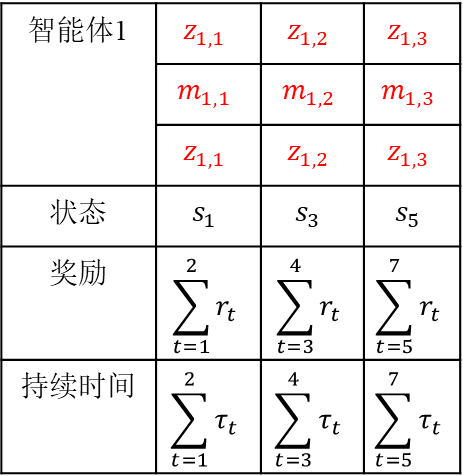 智能体1 z₁,₁ z₁,₂ z₁,₃
m₁,₁ m₁,₂ m₁,₃
z₁,₁ z₁,₂ z₁,₃
状态 s₁ s₃ s₅
奖励 ∑_{t=1}^{2} r_t ∑_{t=3}^{4} r_t ∑_{t=5}^{7} r_t
持续时间 ∑_{t=1}^{2} τ_t ∑_{t=3}^{4} τ_t ∑_{t=5}^{7} τ_t